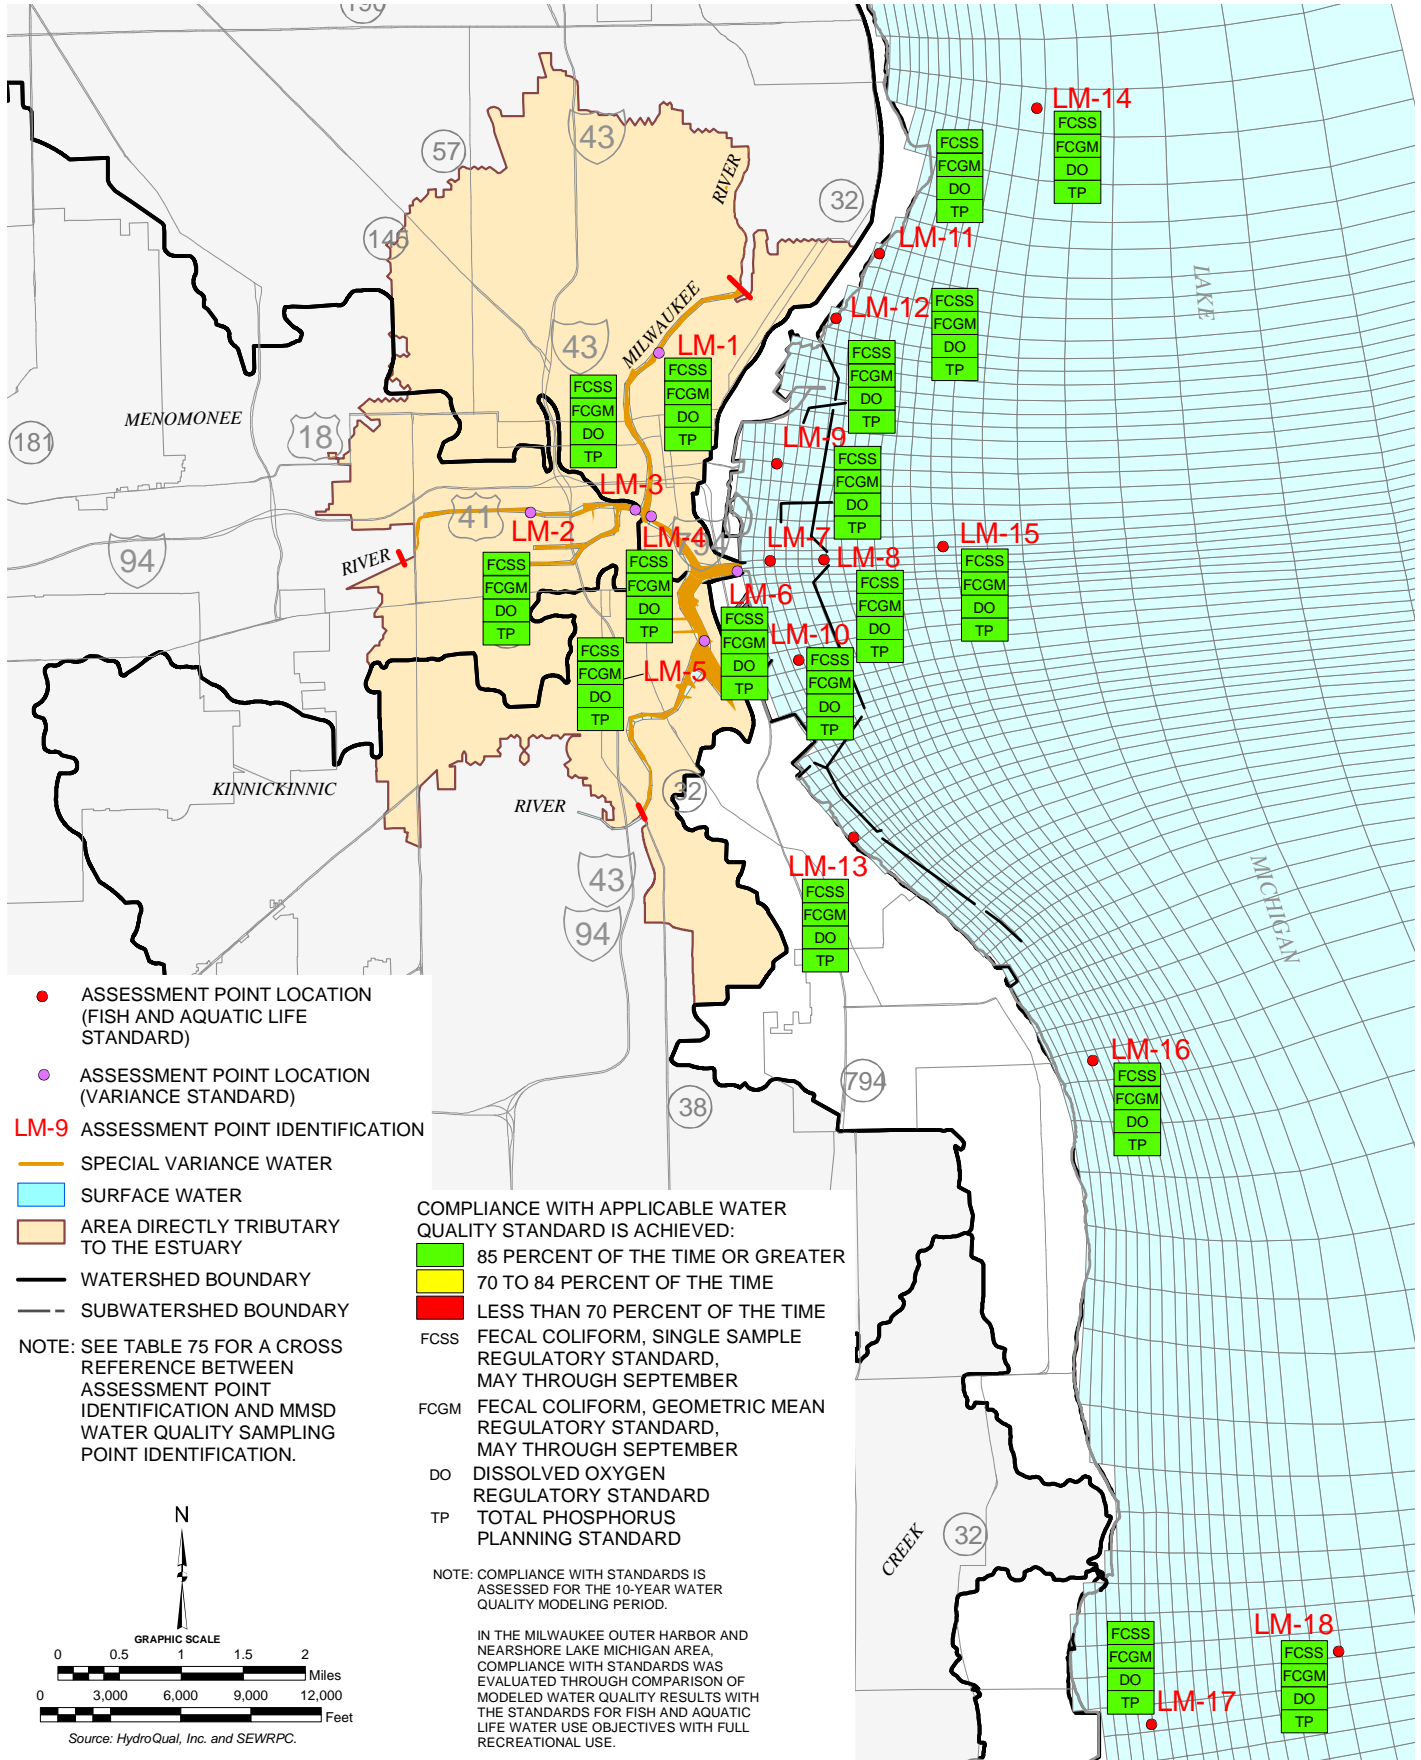 190
LM-14
FCSS
FCGM
DO
TP
43
57
RIVER
32
FCSS
FCGM
DO
TP
145
LM-11
LAKE
MILWAUKEE
LM-12
FCSS
FCGM
DO
TP
43
LM-1
FCSS
FCGM
DO
TP
FCSS
FCGM
DO
TP
FCSS
FCGM
DO
TP
MENOMONEE
18
181
LM-9
FCSS
FCGM
DO
TP
LM-3
41
LM-2
LM-4
794
LM-7
LM-8
LM-15
94
RIVER
FCSS
FCGM
DO
TP
FCSS
FCGM
DO
TP
FCSS
FCGM
DO
TP
FCSS
FCGM
DO
TP
LM-6
FCSS
FCGM
DO
TP
LM-10
FCSS
FCGM
DO
TP
FCSS
FCGM
DO
TP
LM-5
KINNICKINNIC
RIVER
32
43
94
LM-13
FCSS
FCGM
DO
TP
MICHIGAN
LM-16
FCSS
FCGM
DO
TP
794
38
ASSESSMENT POINT LOCATION
(FISH AND AQUATIC LIFE
STANDARD)
ASSESSMENT POINT LOCATION
(VARIANCE STANDARD)
LM-9 ASSESSMENT POINT IDENTIFICATION
SPECIAL VARIANCE WATER
SURFACE WATER
AREA DIRECTLY TRIBUTARY
TO THE ESTUARY
WATERSHED BOUNDARY
SUBWATERSHED BOUNDARY
NOTE: SEE TABLE 75 FOR A CROSS
REFERENCE BETWEEN
ASSESSMENT POINT
IDENTIFICATION AND MMSD
WATER QUALITY SAMPLING
POINT IDENTIFICATION.
COMPLIANCE WITH APPLICABLE WATER
QUALITY STANDARD IS ACHIEVED:
85 PERCENT OF THE TIME OR GREATER
70 TO 84 PERCENT OF THE TIME
LESS THAN 70 PERCENT OF THE TIME
FCSS FECAL COLIFORM, SINGLE SAMPLE
REGULATORY STANDARD,
MAY THROUGH SEPTEMBER
FCGM FECAL COLIFORM, GEOMETRIC MEAN
REGULATORY STANDARD,
MAY THROUGH SEPTEMBER
DO DISSOLVED OXYGEN
REGULATORY STANDARD
TP TOTAL PHOSPHORUS
PLANNING STANDARD
NOTE: COMPLIANCE WITH STANDARDS IS
ASSESSED FOR THE 10-YEAR WATER
QUALITY MODELING PERIOD.
IN THE MILWAUKEE OUTER HARBOR AND
NEARSHORE LAKE MICHIGAN AREA,
COMPLIANCE WITH STANDARDS WAS
EVALUATED THROUGH COMPARISON OF
MODELED WATER QUALITY RESULTS WITH
THE STANDARDS FOR FISH AND AQUATIC
LIFE WATER USE OBJECTIVES WITH FULL
RECREATIONAL USE.
N
GRAPHIC SCALE
0 0.5 1 1.5 2
Miles
0 3,000 6,000 9,000 12,000
Feet
Source: HydroQual, Inc. and SEWRPC.
CREEK
32
FCSS
FCGM
DO
TP
LM-17
LM-18
FCSS
FCGM
DO
TP